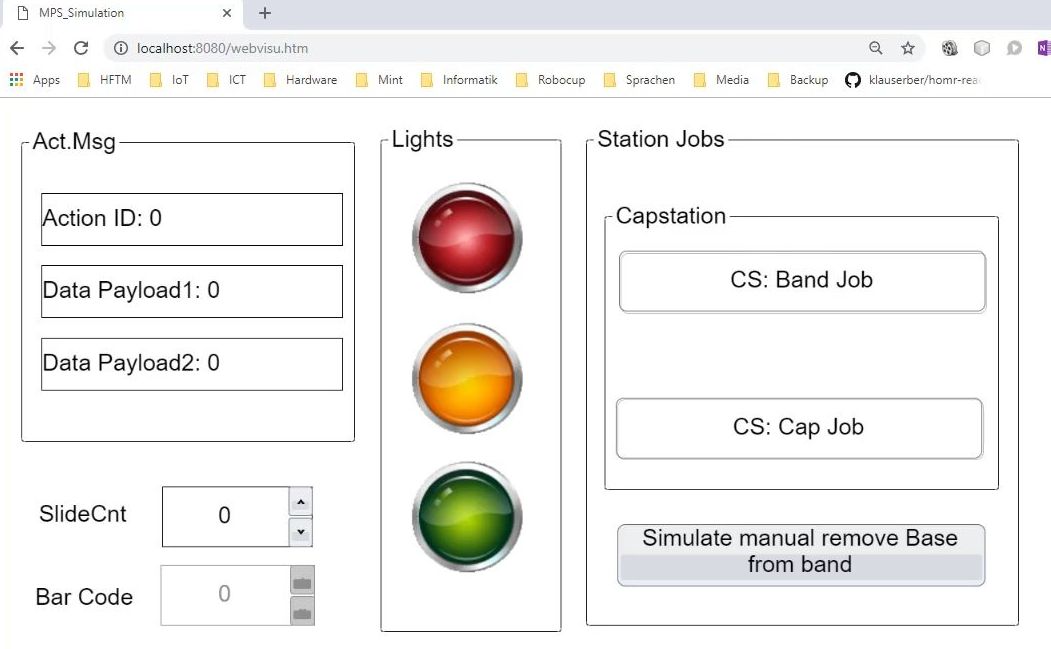 MPS_Simulation
localhost:8080/webvisu.htm
Apps HFTM IoT ICT Hardware Mint Informatik Robocup Sprachen Media Backup klauserber/homr-rea
Act.Msg
Action ID: 0
Data Payload1: 0
Data Payload2: 0
SlideCnt 0
Bar Code 0
Lights
Station Jobs
Capstation
CS: Band Job
CS: Cap Job
Simulate manual remove Base
from band